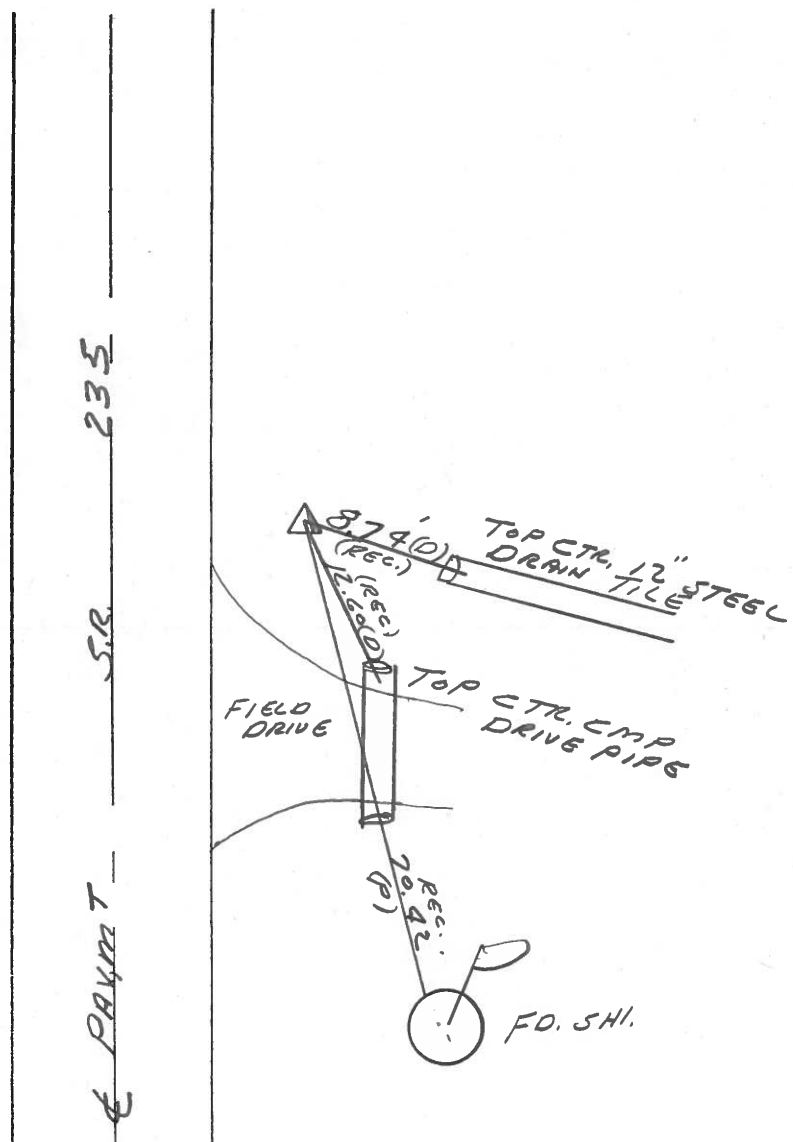 S.R. 235
℄ PAVMT
8.74'(D)
(REC.)
(REC)
12.60(D)
TOP CTR. 12" STEEL
DRAIN TILE
TOP CTR. CMP
DRIVE PIPE
FIELD
DRIVE
REC.
70.42
(D)
FD. SHI.